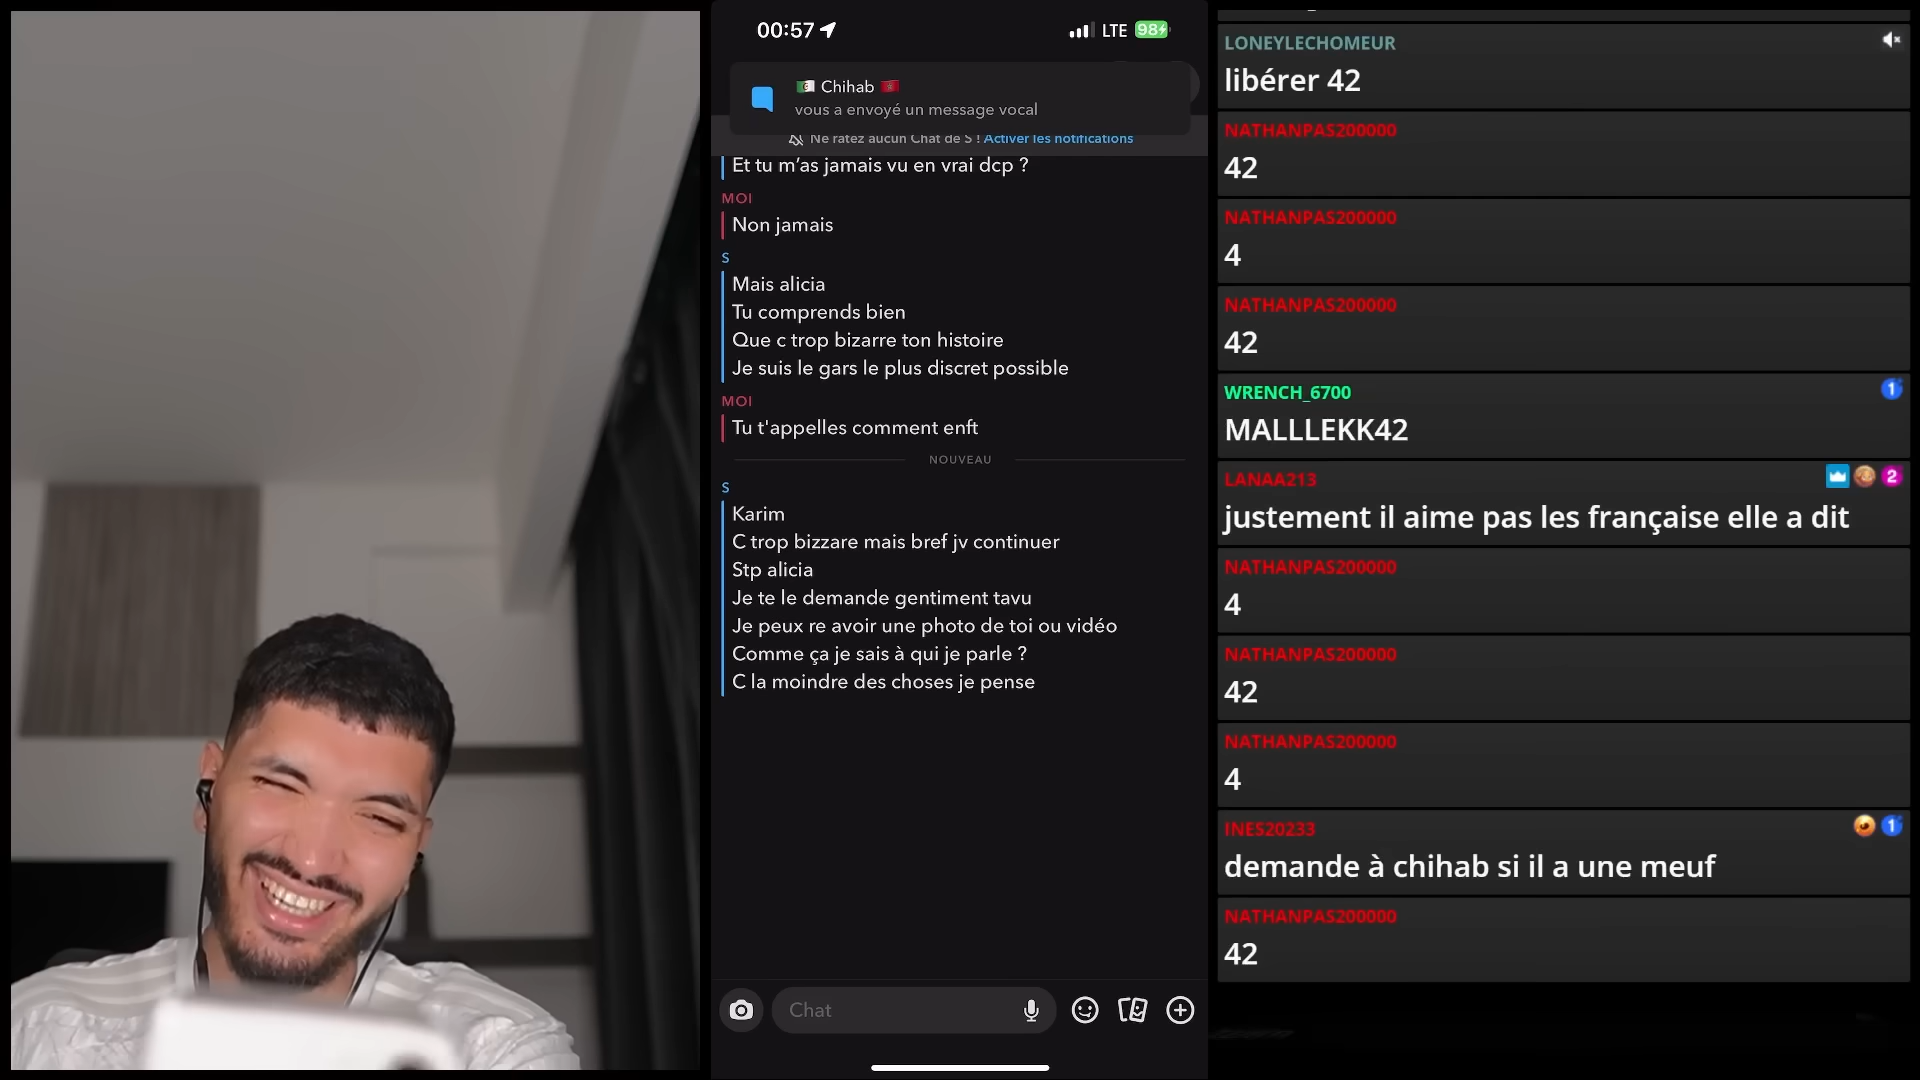 00:57
LTE
98
Chihab
vous a envoyé un message vocal
Ne ratez aucun Chat de S ! Activer les notifications
Et tu m’as jamais vu en vrai dcp ?
MOI
Non jamais
S
Mais alicia
Tu comprends bien
Que c trop bizarre ton histoire
Je suis le gars le plus discret possible
MOI
Tu t'appelles comment enft
NOUVEAU
S
Karim
C trop bizzare mais bref jv continuer
Stp alicia
Je te le demande gentiment tavu
Je peux re avoir une photo de toi ou vidéo
Comme ça je sais à qui je parle ?
C la moindre des choses je pense
Chat
LONEYLECHOMEUR
libérer 42
NATHANPAS200000
42
NATHANPAS200000
4
NATHANPAS200000
42
WRENCH_6700
1
MALLLEKK42
LANAA213
2
justement il aime pas les française elle a dit
NATHANPAS200000
4
NATHANPAS200000
42
NATHANPAS200000
4
INES20233
1
demande à chihab si il a une meuf
NATHANPAS200000
42